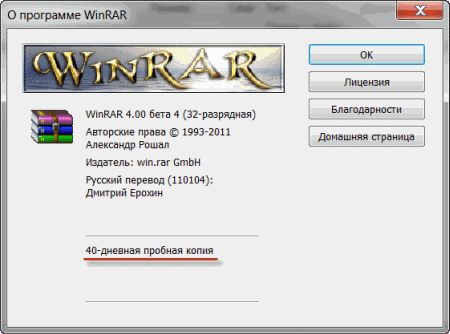 О программе WinRAR
WINRAR
OK
Лицензия
Благодарности
Домашняя страница
WinRAR 4.00 бета 4 (32-разрядная)
Авторские права © 1993-2011
Александр Рошал
Издатель: win.rar GmbH
Русский перевод (110104):
Дмитрий Ерохин
40-дневная пробная копия